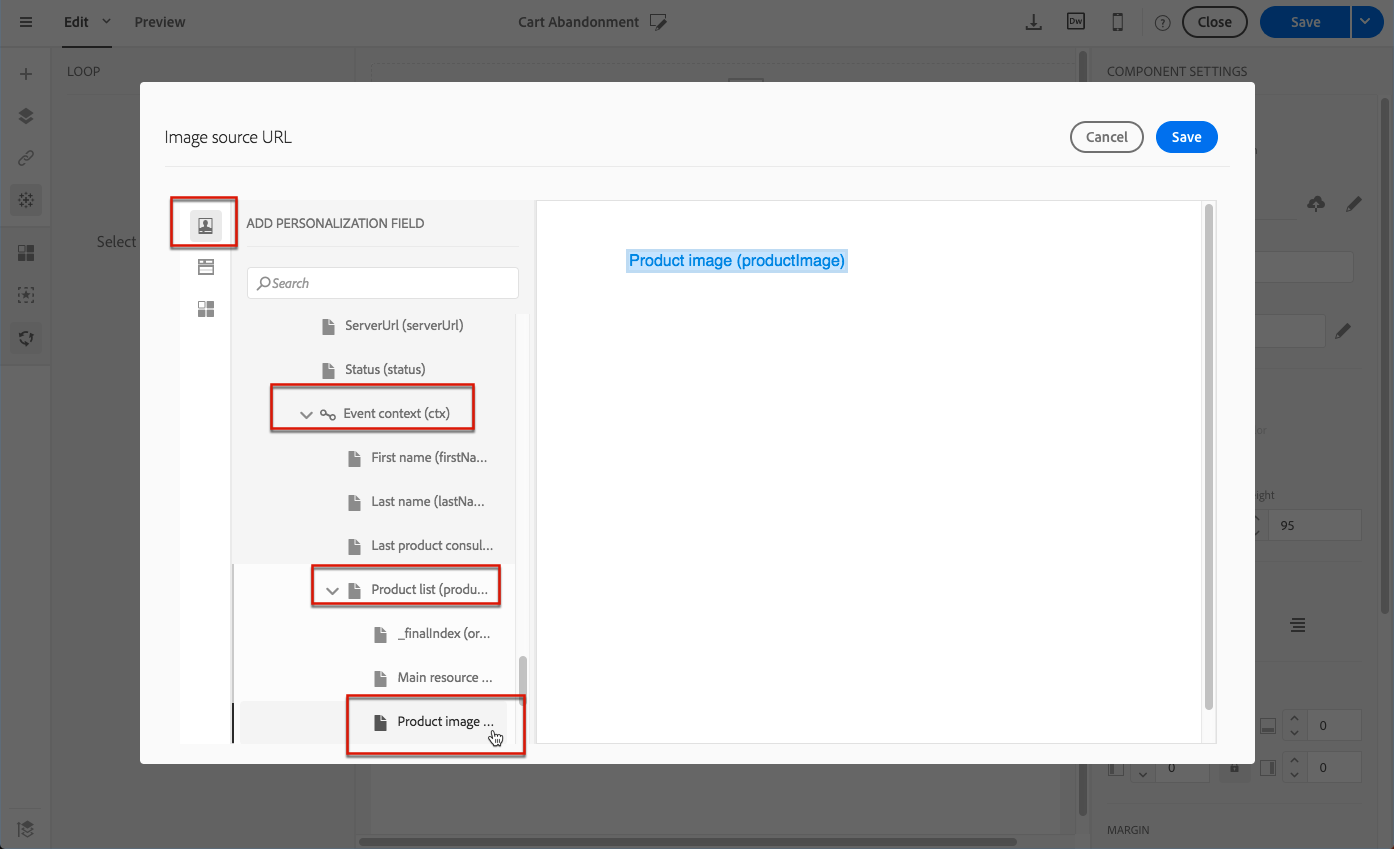 Edit
Preview
Cart Abandonment
Dw
?
Close
Save
LOOP
COMPONENT SETTINGS
Image source URL
Cancel
Save
ADD PERSONALIZATION FIELD
Search
Product image (productImage)
Select
ServerUrl (serverUrl)
Status (status)
Event context (ctx)
First name (firstNa...
Last name (lastNa...
Last product consul...
Product list (produ...
_finalIndex (or...
Main resource ...
Product image ...
95
0
0
0
MARGIN